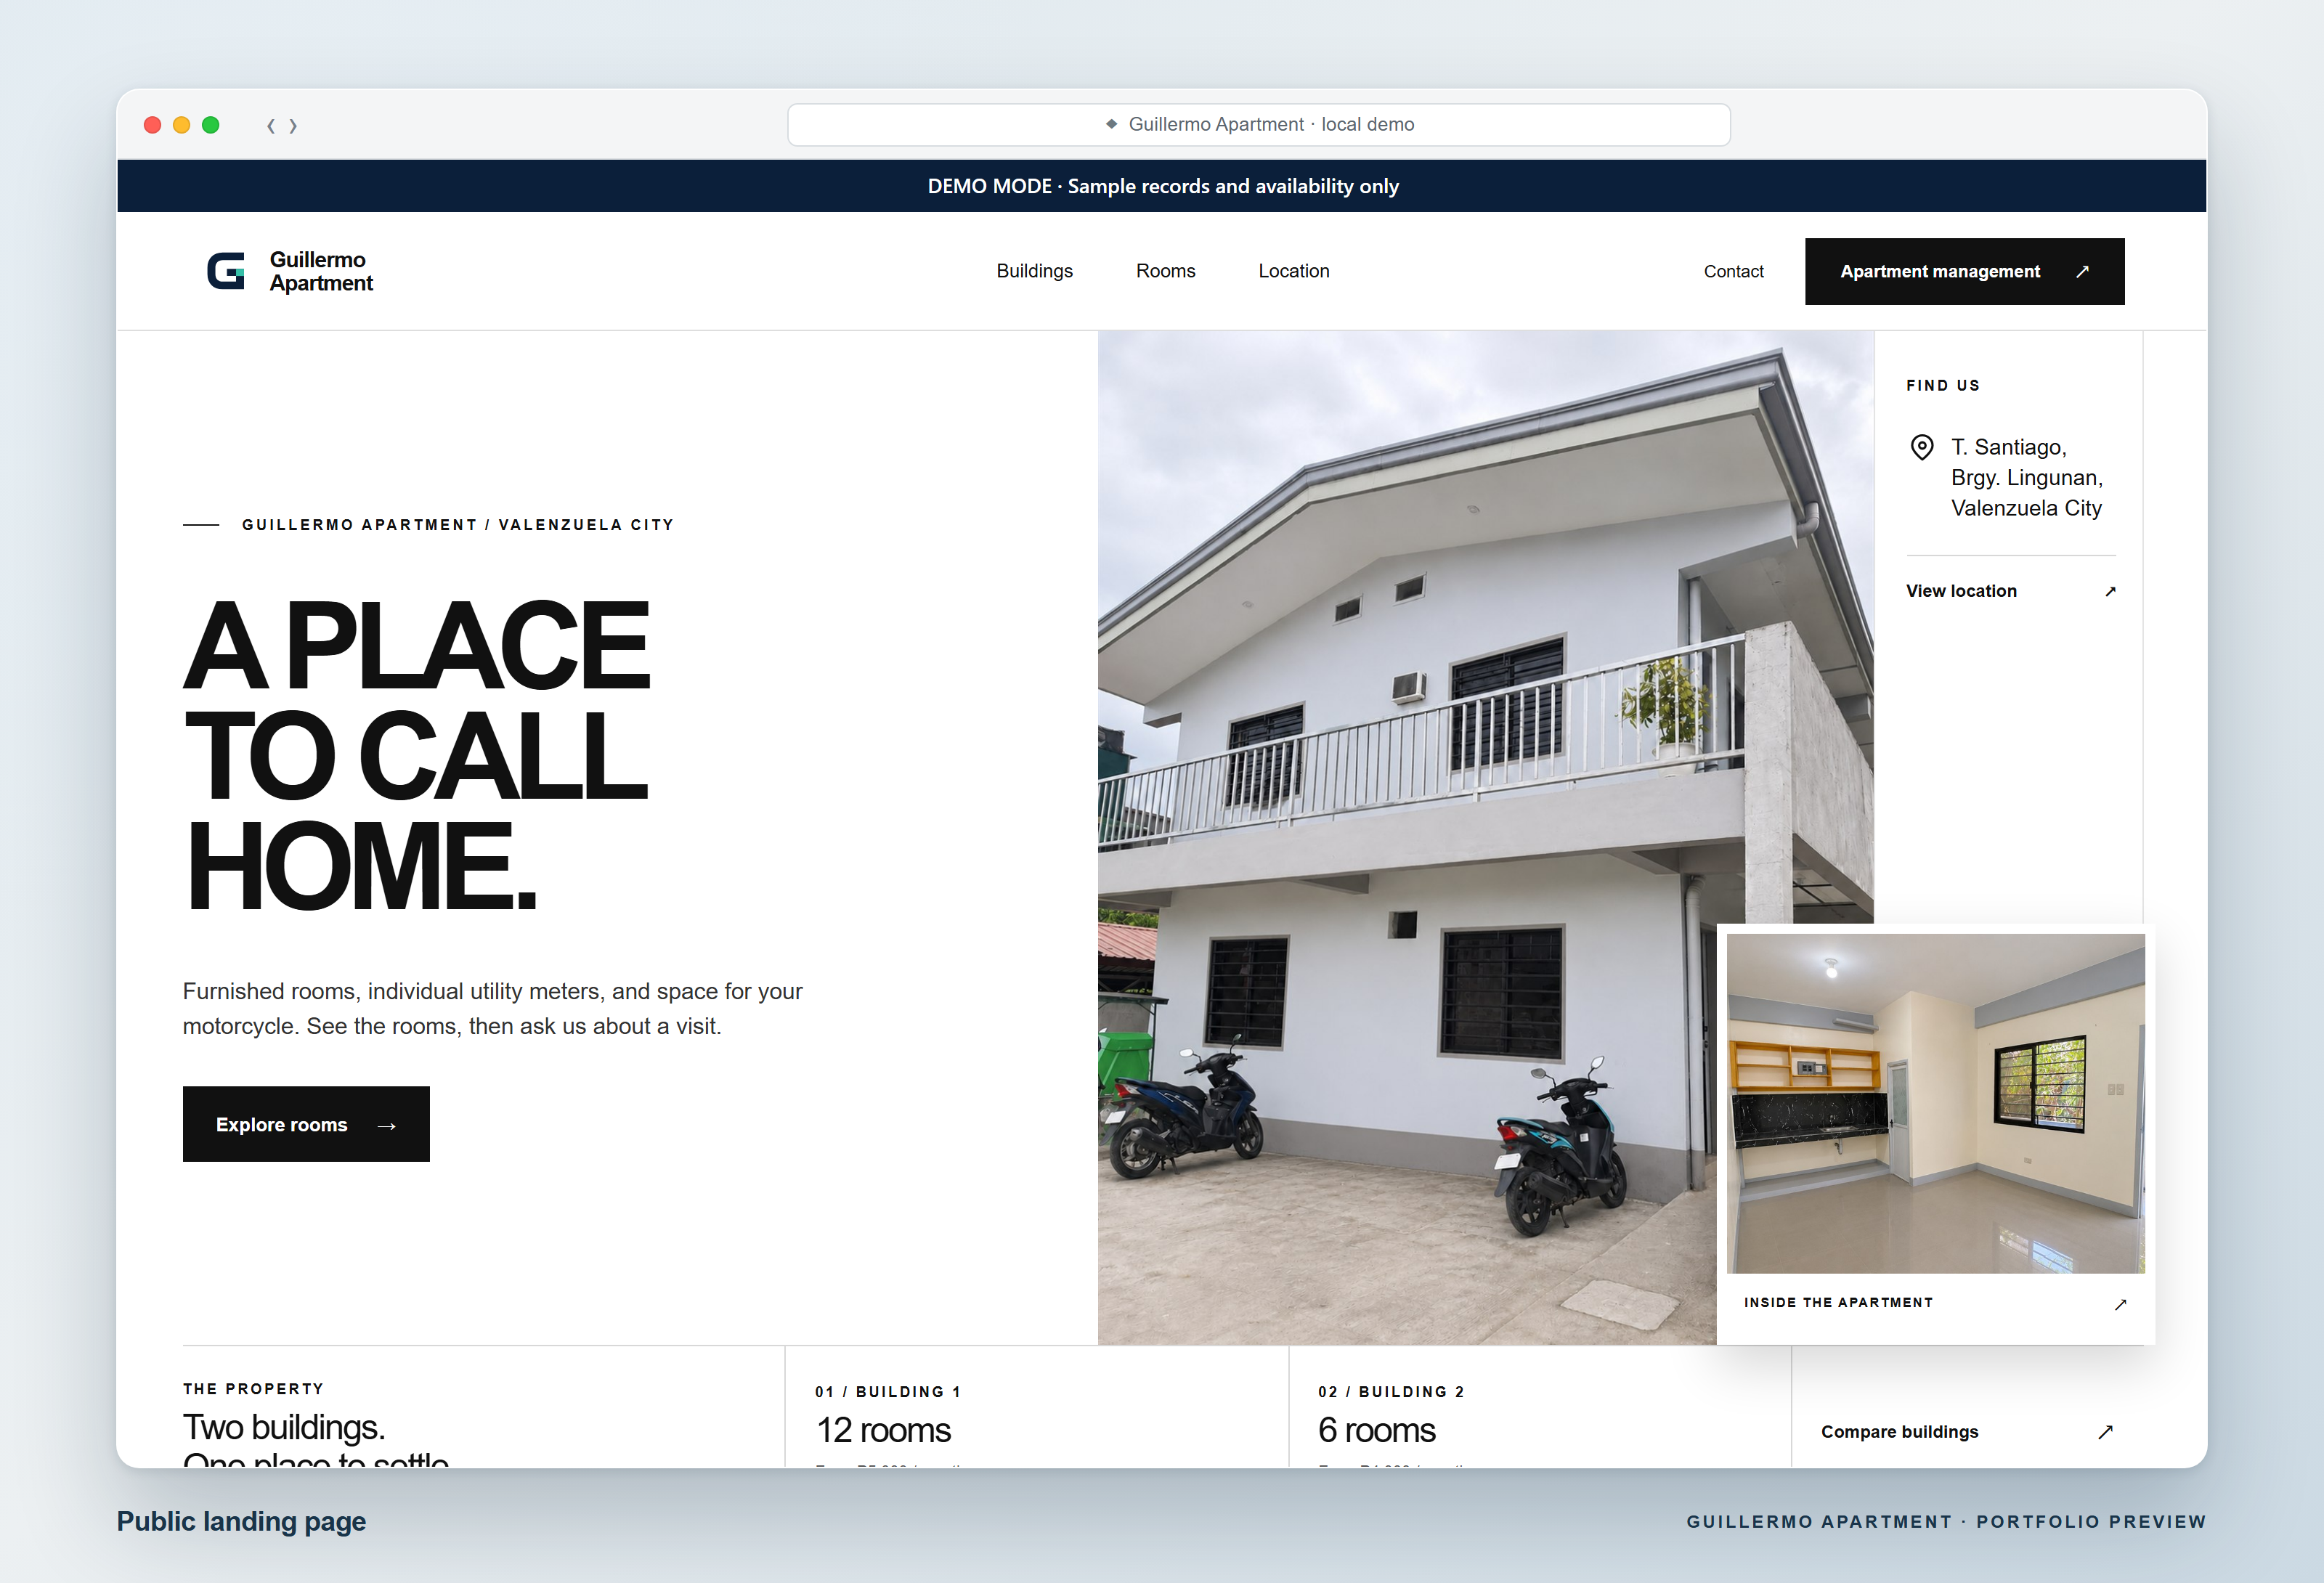 Guillermo Apartment · local demo
DEMO MODE · Sample records and availability only
Guillermo
Apartment
Buildings
Rooms
Location
Contact
Apartment management ↗
GUILLERMO APARTMENT / VALENZUELA CITY
A PLACE
TO CALL
HOME.
Furnished rooms, individual utility meters, and space for your
motorcycle. See the rooms, then ask us about a visit.
Explore rooms →
FIND US
T. Santiago,
Brgy. Lingunan,
Valenzuela City
View location ↗
INSIDE THE APARTMENT ↗
THE PROPERTY
Two buildings.
One place to settle
01 / BUILDING 1
12 rooms
02 / BUILDING 2
6 rooms
Compare buildings ↗
Public landing page
GUILLERMO APARTMENT · PORTFOLIO PREVIEW